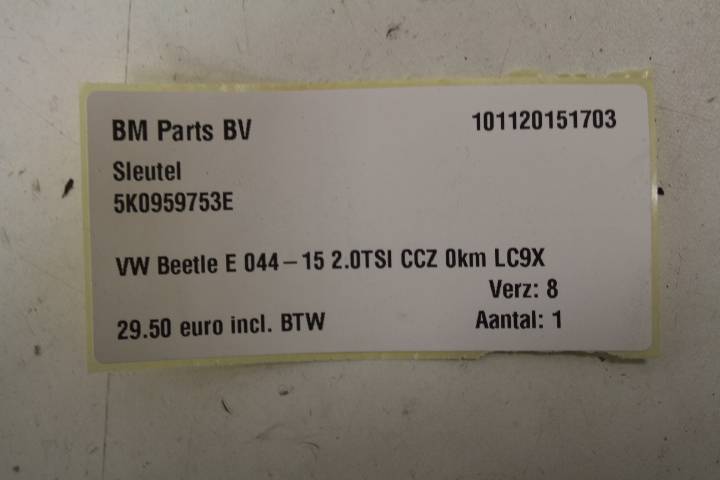 BM Parts BV 101120151703
Sleutel
5K0959753E
VW Beetle E 044-15 2.0TSI CCZ 0km LC9X
Verz: 8
29.50 euro incl. BTW Aantal: 1